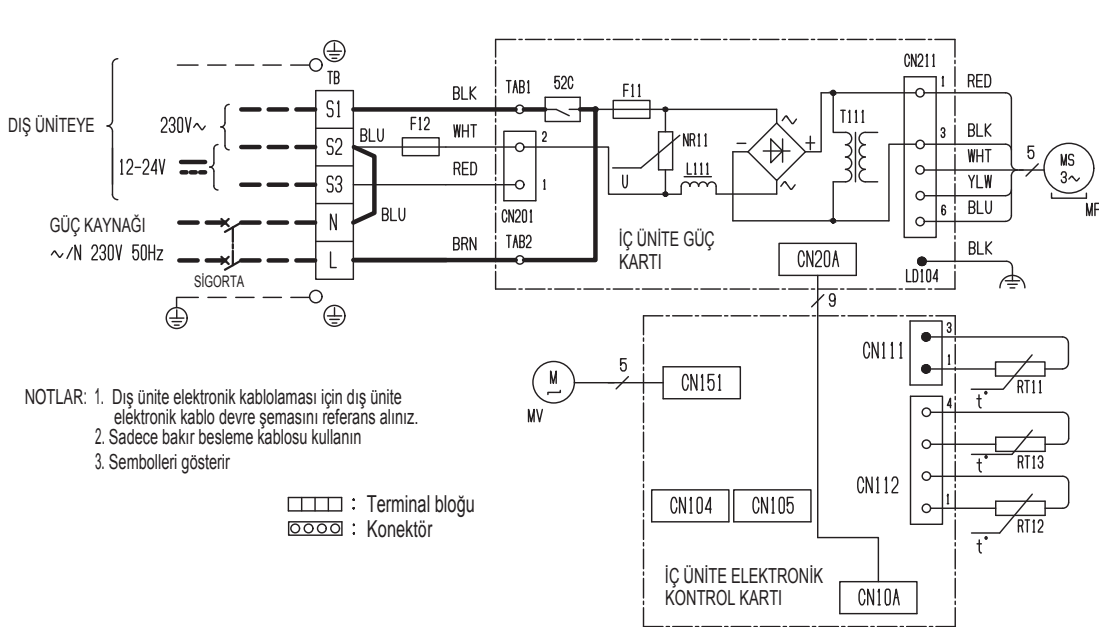 DIŞ ÜNİTEYE
230V~
12-24V
GÜÇ KAYNAĞI
~/N 230V 50Hz
SİGORTA
TB
S1
S2
S3
N
L
BLK
BLU
F12
WHT
RED
BLU
BRN
TAB1
52C
2
1
CN201
TAB2
F11
NR11
U
L111
~
~
-
+
T111
İÇ ÜNİTE GÜÇ
KARTI
CN20A
9
CN211
1
3
6
RED
BLK
WHT
YLW
BLU
5
MS
3~
MF
BLK
LD104
M
MV
5
CN151
CN104
CN105
CN111
3
1
t°
RT11
CN112
4
1
t°
RT13
t°
RT12
İÇ ÜNİTE ELEKTRONİK
KONTROL KARTI
CN10A
NOTLAR: 1. Dış ünite elektronik kablolaması için dış ünite
elektronik kablo devre şemasını referans alınız.
2. Sadece bakır besleme kablosu kullanın
3. Sembolleri gösterir
: Terminal bloğu
: Konektör